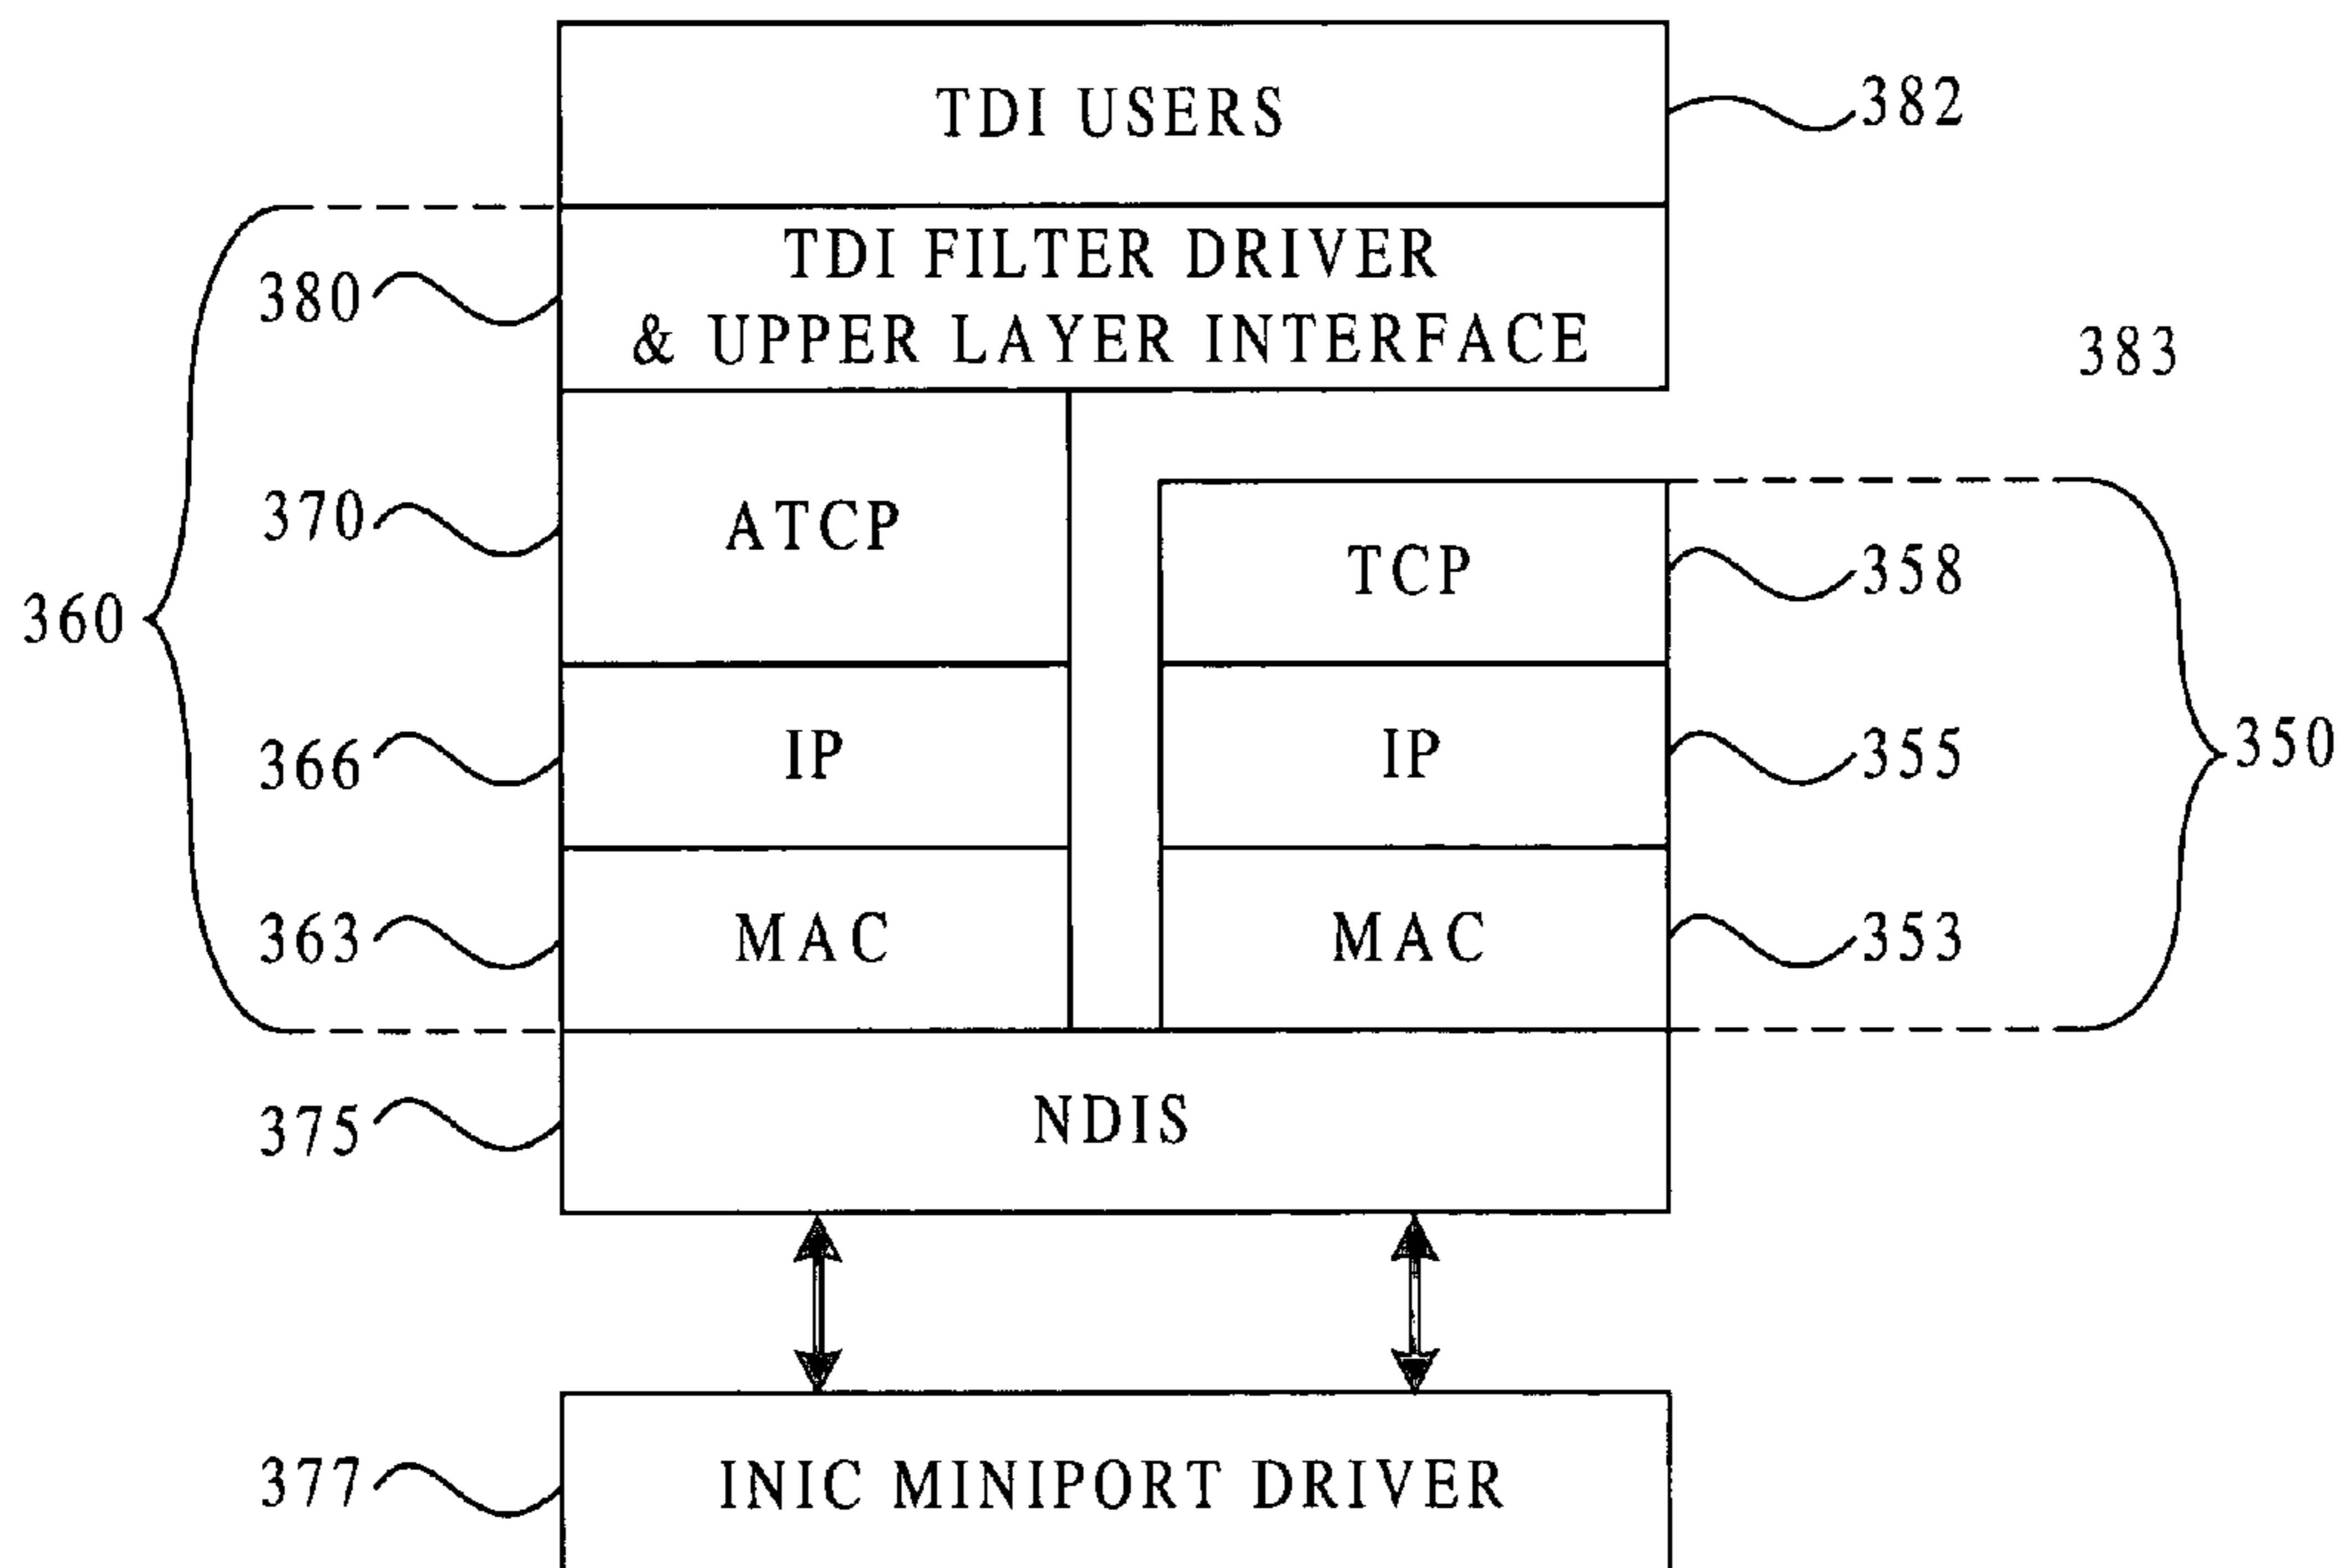 TDI USERS
382
TDI FILTER DRIVER
& UPPER LAYER INTERFACE
380
383
370
ATCP
TCP
358
360
366
IP
IP
355
350
363
MAC
MAC
353
375
NDIS
377
INIC MINIPORT DRIVER